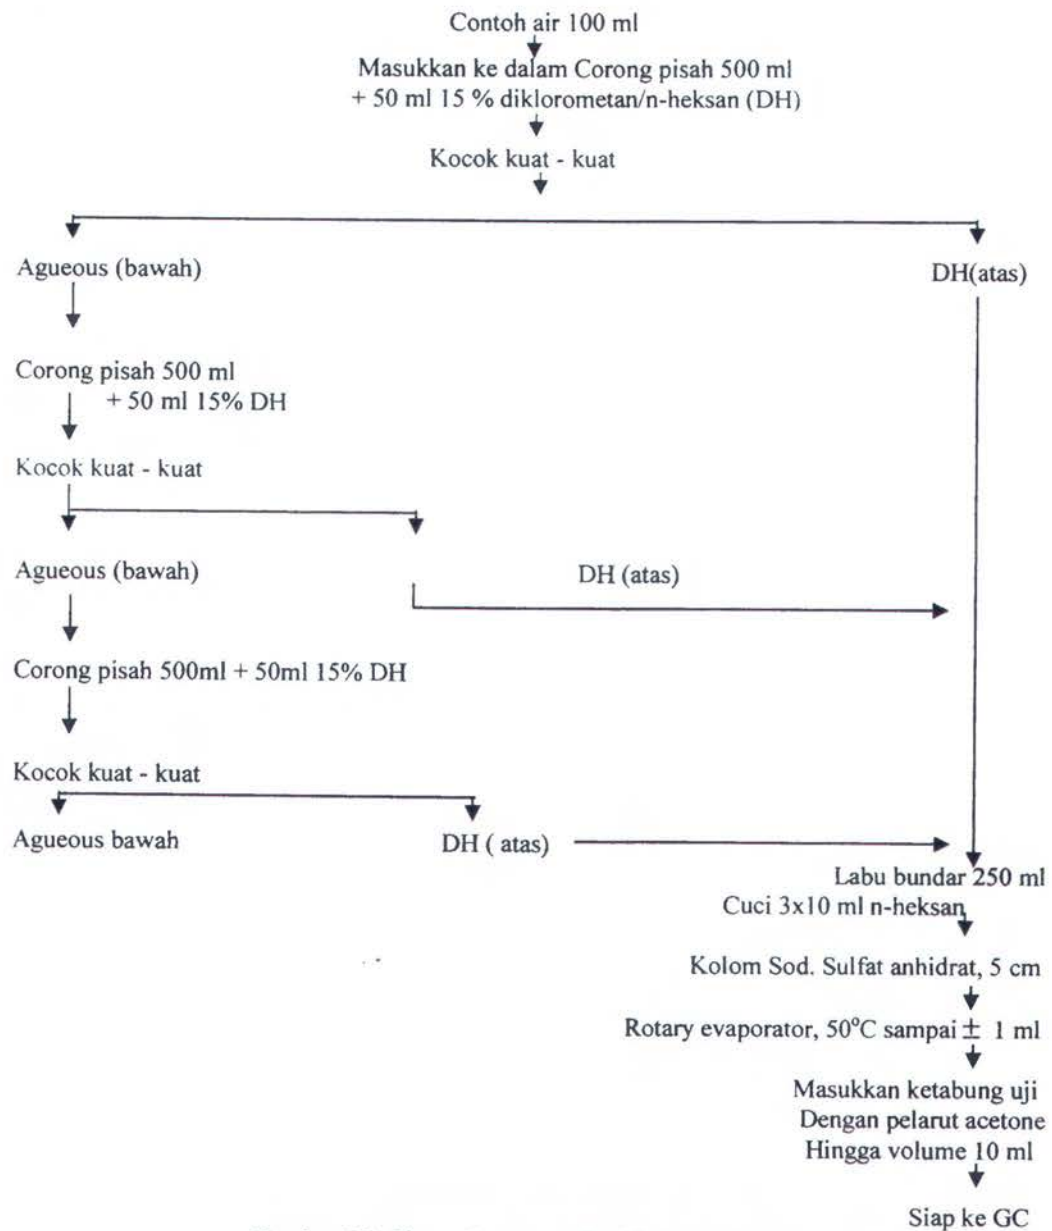 Contoh air 100 ml
Masukkan ke dalam Corong pisah 500 ml
+ 50 ml 15 % diklorometan/n-heksan (DH)
Kocok kuat - kuat
Agueous (bawah)
DH(atas)
Corong pisah 500 ml
+ 50 ml 15% DH
Kocok kuat - kuat
Agueous (bawah)
DH (atas)
Corong pisah 500ml + 50ml 15% DH
Kocok kuat - kuat
Agueous bawah
DH ( atas)
Labu bundar 250 ml
Cuci 3x10 ml n-heksan
Kolom Sod. Sulfat anhidrat, 5 cm
Rotary evaporator, 50°C sampai ± 1 ml
Masukkan ketabung uji
Dengan pelarut acetone
Hingga volume 10 ml
Siap ke GC